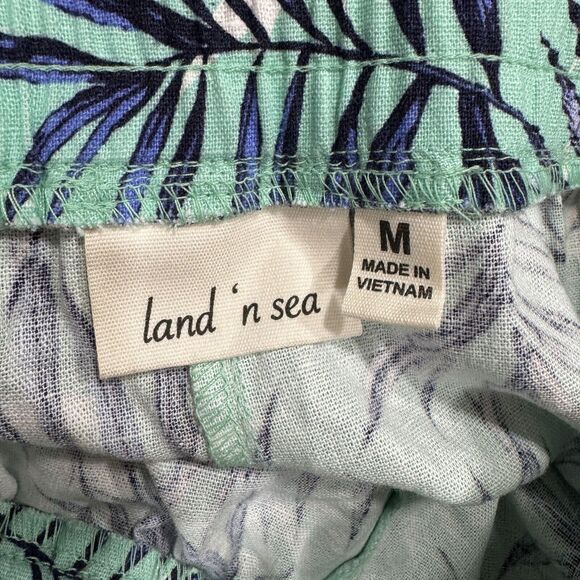 land 'n sea
M
MADE IN
VIETNAM